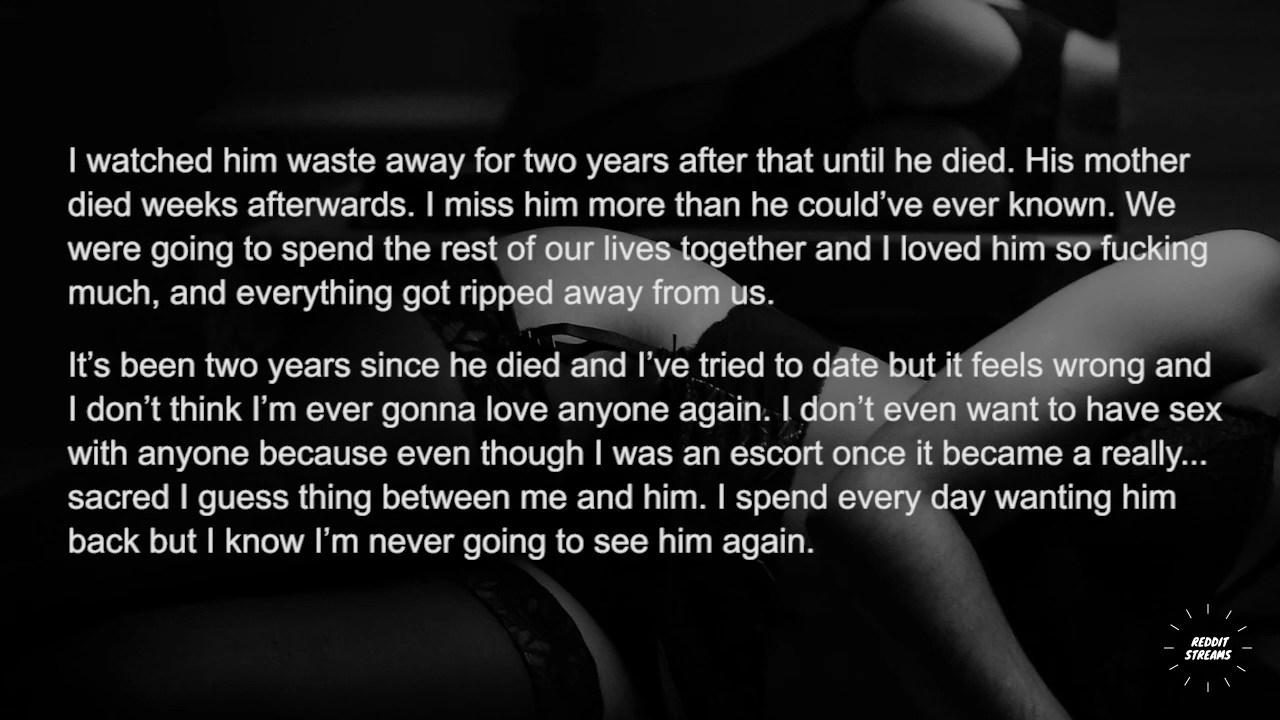 I watched him waste away for two years after that until he died. His mother
died weeks afterwards. I miss him more than he could’ve ever known. We
were going to spend the rest of our lives together and I loved him so fucking
much, and everything got ripped away from us.
It’s been two years since he died and I’ve tried to date but it feels wrong and
I don’t think I’m ever gonna love anyone again. I don’t even want to have sex
with anyone because even though I was an escort once it became a really...
sacred I guess thing between me and him. I spend every day wanting him
back but I know I’m never going to see him again.
REDDIT
STREAMS